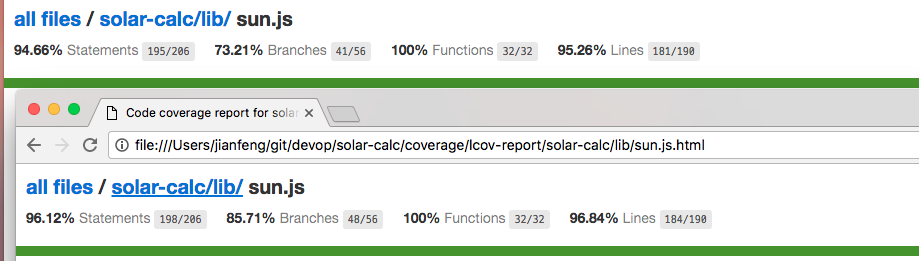 all files / solar-calc/lib/ sun.js
94.66% Statements 195/206 73.21% Branches 41/56 100% Functions 32/32 95.26% Lines 181/190
Code coverage report for sola
file:///Users/jianfeng/git/devop/solar-calc/coverage/lcov-report/solar-calc/lib/sun.js.html
all files / solar-calc/lib/ sun.js
96.12% Statements 198/206 85.71% Branches 48/56 100% Functions 32/32 96.84% Lines 184/190